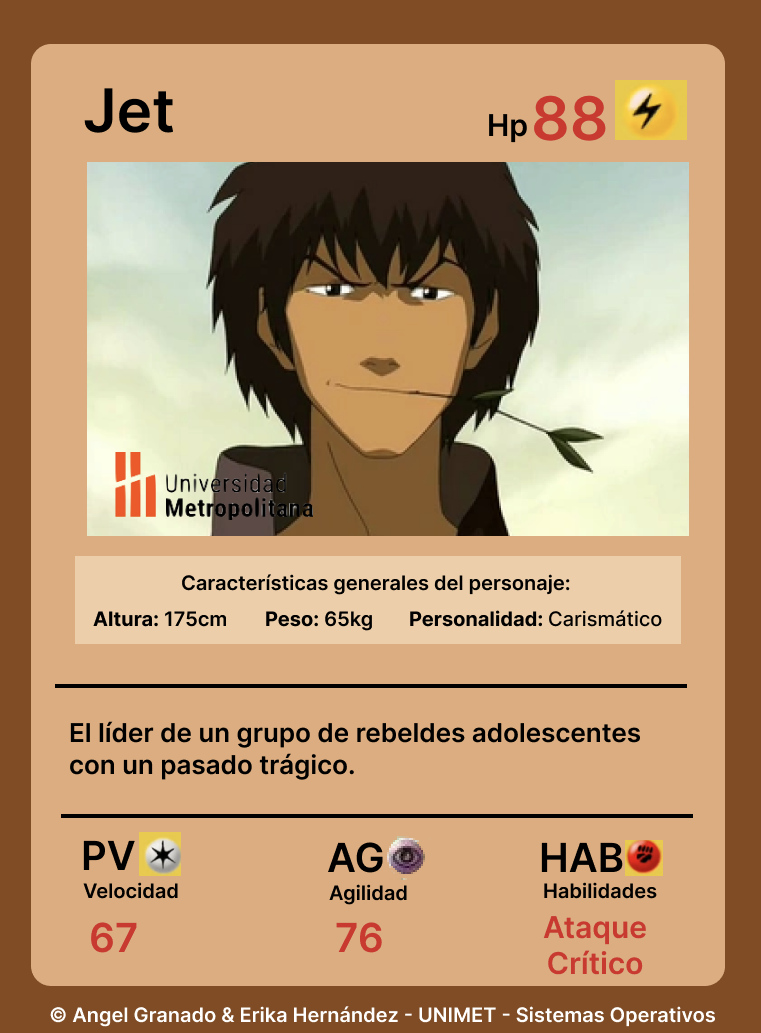 Jet
Hp 88
Universidad
Metropolitana
Características generales del personaje:
Altura: 175cm Peso: 65kg Personalidad: Carismático
El líder de un grupo de rebeldes adolescentes
con un pasado trágico.
PV AG HAB
Velocidad Agilidad Habilidades
67 76 Ataque
Crítico
© Angel Granado & Erika Hernández - UNIMET - Sistemas Operativos